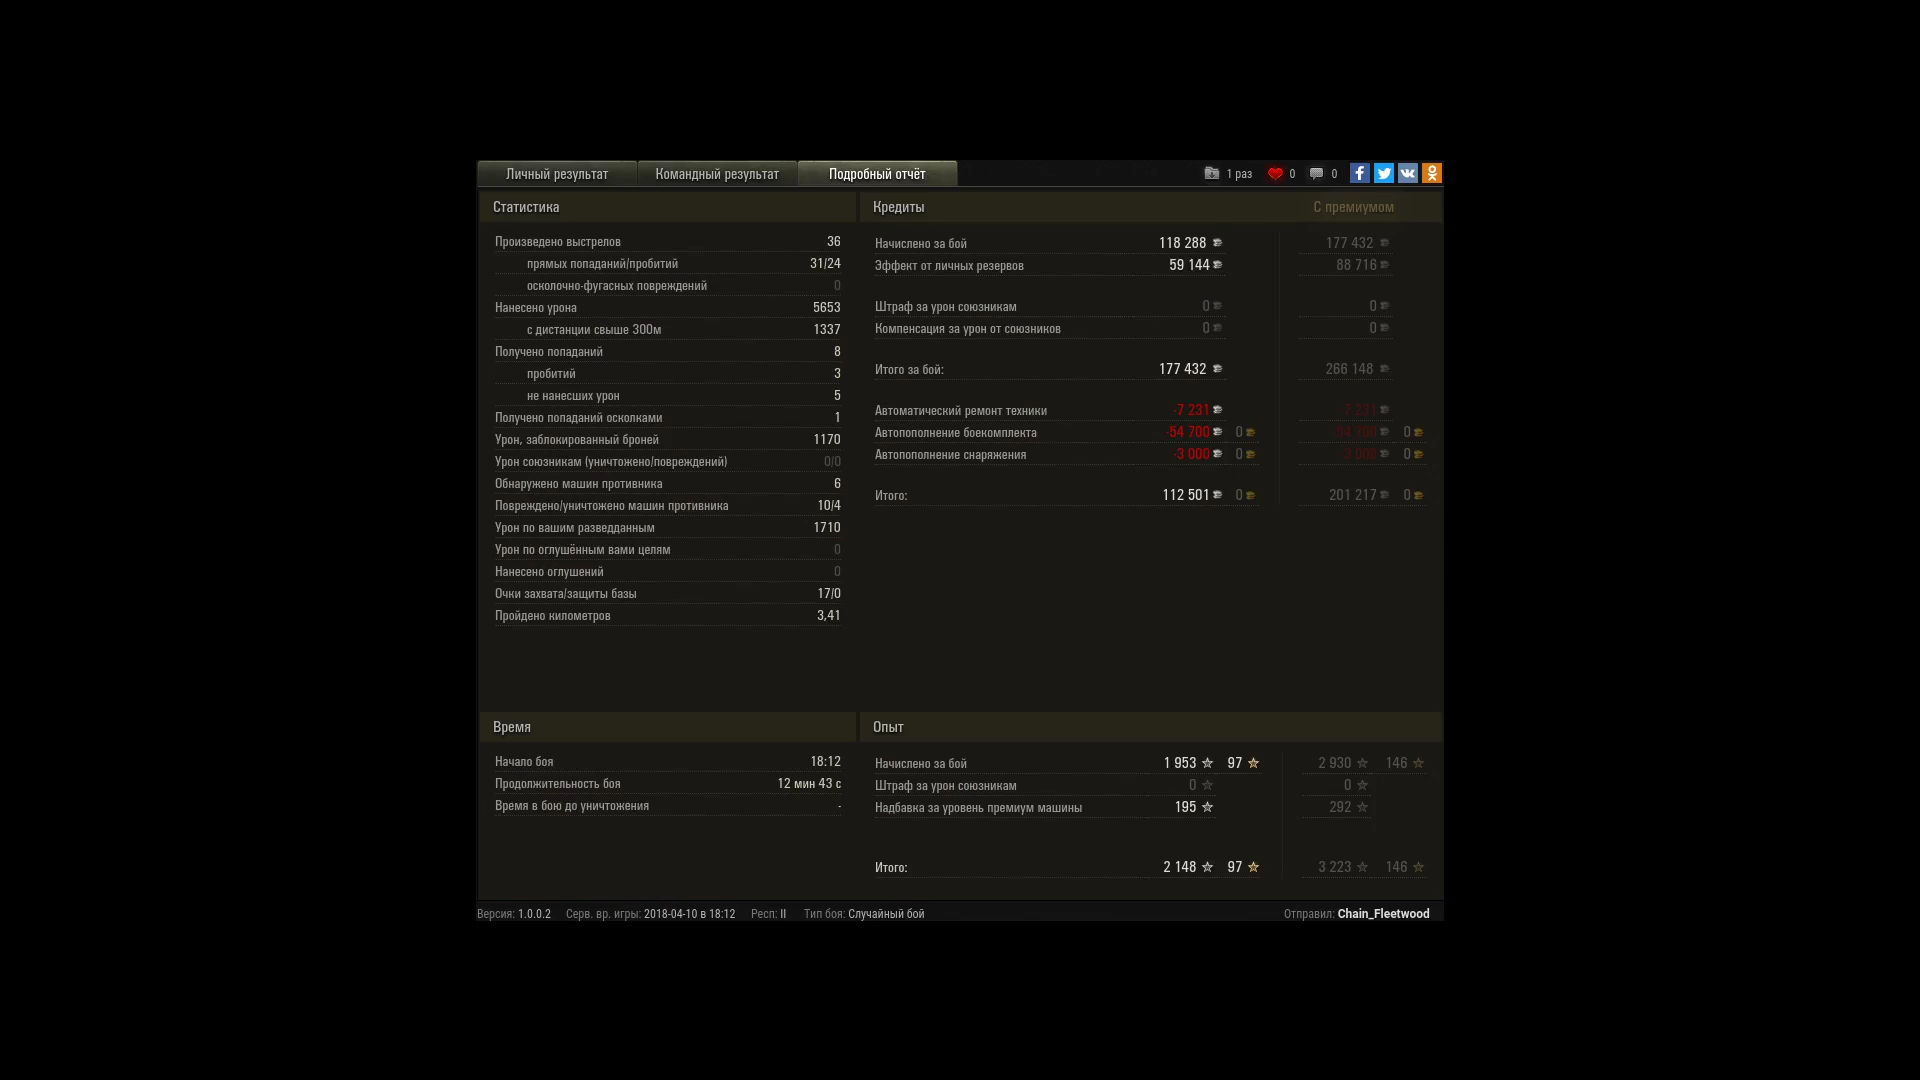 Личный результат Командный результат Подробный отчёт 1 раз 0 0
Статистика
Произведено выстрелов 36
прямых попаданий/пробитий 31/24
осколочно-фугасных повреждений 0
Нанесено урона 5653
с дистанции свыше 300м 1337
Получено попаданий 8
пробитий 3
не нанесших урон 5
Получено попаданий осколками 1
Урон, заблокированный броней 1170
Урон союзникам (уничтожено/повреждений) 0/0
Обнаружено машин противника 6
Повреждено/уничтожено машин противника 10/4
Урон по вашим разведданным 1710
Урон по оглушённым вами целям 0
Нанесено оглушений 0
Очки захвата/защиты базы 17/0
Пройдено километров 3,41
Кредиты С премиумом
Начислено за бой 118 288 177 432
Эффект от личных резервов 59 144 88 716
Штраф за урон союзникам 0 0
Компенсация за урон от союзников 0 0
Итого за бой: 177 432 266 148
Автоматический ремонт техники -7 231 -7 231
Автопополнение боекомплекта -54 700 0 -54 700 0
Автопополнение снаряжения -3 000 0 -3 000 0
Итого: 112 501 0 201 217 0
Время
Начало боя 18:12
Продолжительность боя 12 мин 43 с
Время в бою до уничтожения -
Опыт
Начислено за бой 1 953 97 2 930 146
Штраф за урон союзникам 0 0
Надбавка за уровень премиум машины 195 292
Итого: 2 148 97 3 223 146
Версия: 1.0.0.2 Серв. вр. игры: 2018-04-10 в 18:12 Респ: II Тип боя: Случайный бой Отправил: Chain_Fleetwood